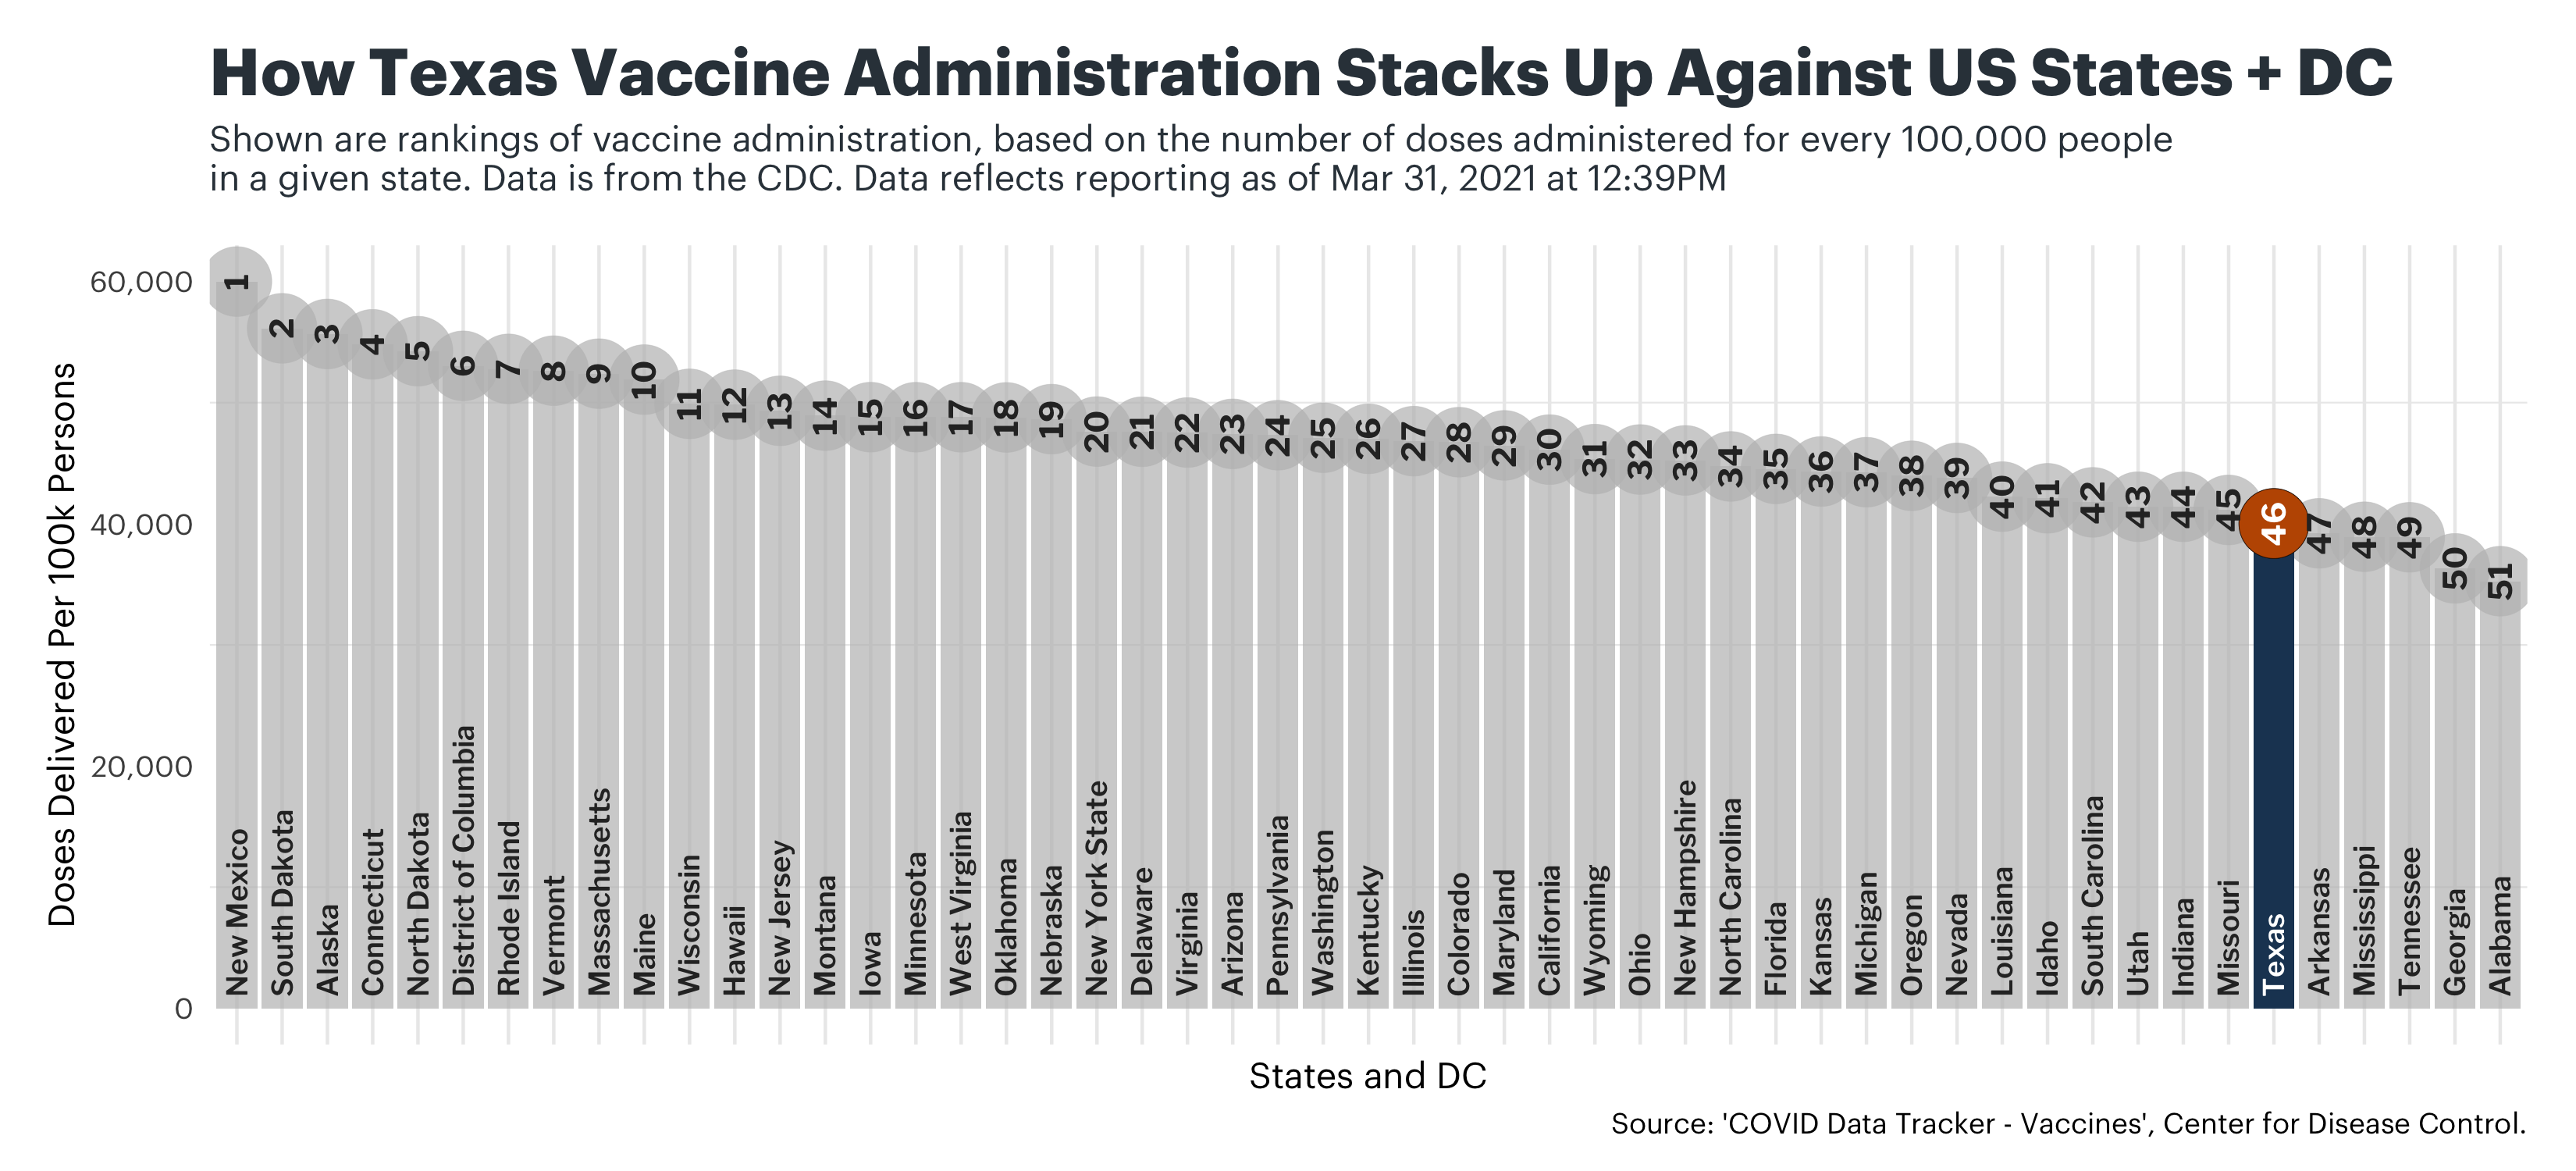 How Texas Vaccine Administration Stacks Up Against US States + DC
Shown are rankings of vaccine administration, based on the number of doses administered for every 100,000 people
in a given state. Data is from the CDC. Data reflects reporting as of Mar 31, 2021 at 12:39PM
Doses Delivered Per 100k Persons
60,000
40,000
20,000
0
1
2
3
4
5
6
7
8
9
10
11
12
13
14
15
16
17
18
19
20
21
22
23
24
25
26
27
28
29
30
31
32
33
34
35
36
37
38
39
40
41
42
43
44
45
46
47
48
49
50
51
New Mexico
South Dakota
Alaska
Connecticut
North Dakota
District of Columbia
Rhode Island
Vermont
Massachusetts
Maine
Wisconsin
Hawaii
New Jersey
Montana
Iowa
Minnesota
West Virginia
Oklahoma
Nebraska
New York State
Delaware
Virginia
Arizona
Pennsylvania
Washington
Kentucky
Illinois
Colorado
Maryland
California
Wyoming
Ohio
New Hampshire
North Carolina
Florida
Kansas
Michigan
Oregon
Nevada
Louisiana
Idaho
South Carolina
Utah
Indiana
Missouri
Texas
Arkansas
Mississippi
Tennessee
Georgia
Alabama
States and DC
Source: 'COVID Data Tracker - Vaccines', Center for Disease Control.